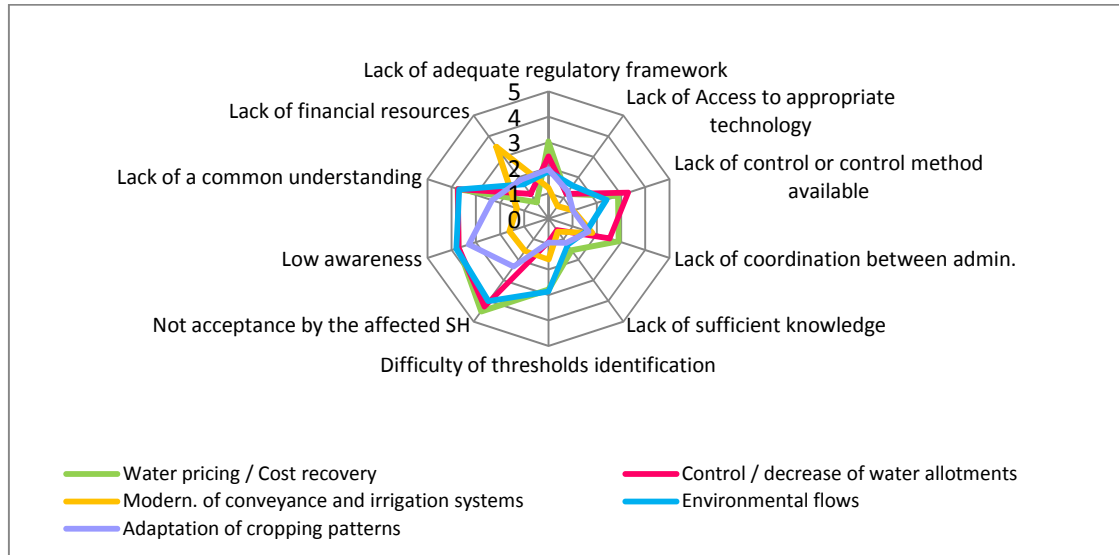 Lack of adequate regulatory framework
5
4
3
2
1
0
Lack of Access to appropriate
technology
Lack of control or control method
available
Lack of coordination between admin.
Lack of sufficient knowledge
Difficulty of thresholds identification
Not acceptance by the affected SH
Low awareness
Lack of a common understanding
Lack of financial resources
Water pricing / Cost recovery
Control / decrease of water allotments
Modern. of conveyance and irrigation systems
Environmental flows
Adaptation of cropping patterns